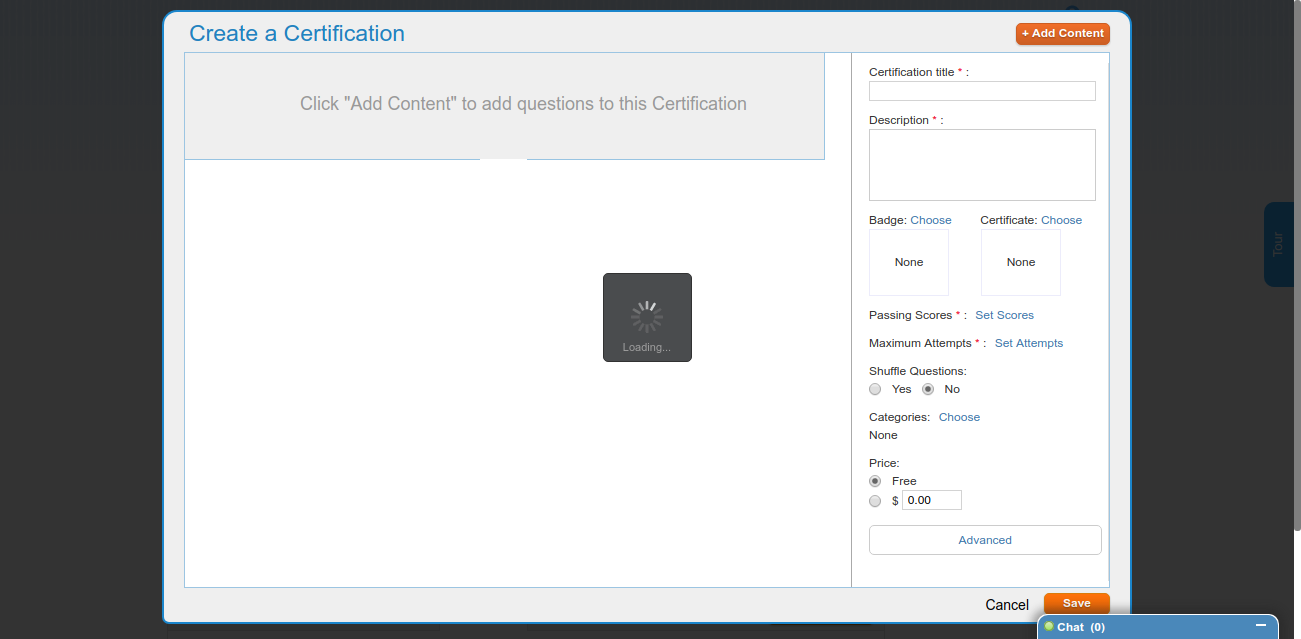 Create a Certification
+ Add Content
Click "Add Content" to add questions to this Certification
Loading...
Certification title * :
Description * :
Badge: Choose Certificate: Choose
None None
Passing Scores * : Set Scores
Maximum Attempts * : Set Attempts
Shuffle Questions:
Yes No
Categories: Choose
None
Price:
Free
$ 0.00
Advanced
Tour
Cancel Save
Chat (0)